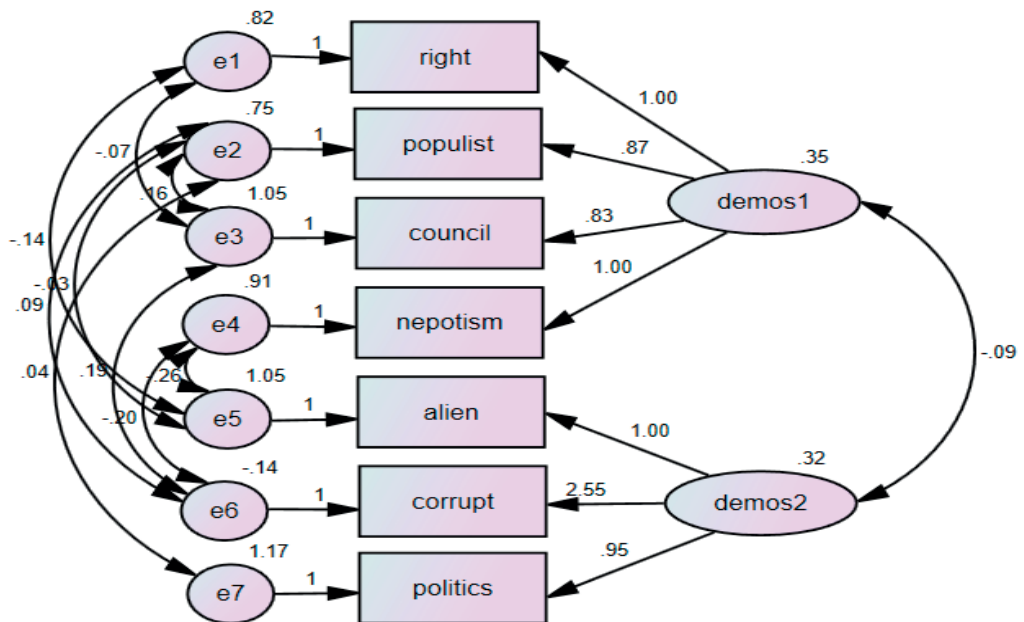 .82
e1
1
right
1.00
.75
e2
1
populist
.87
.35
demos1
-.07
.16
1.05
e3
1
council
.83
-.14
-.03
.09
.91
e4
1
nepotism
1.00
-.09
.04
.19
-.26
1.05
e5
1
alien
1.00
-.20
-.14
e6
1
corrupt
2.55
.32
demos2
1.17
e7
1
politics
.95